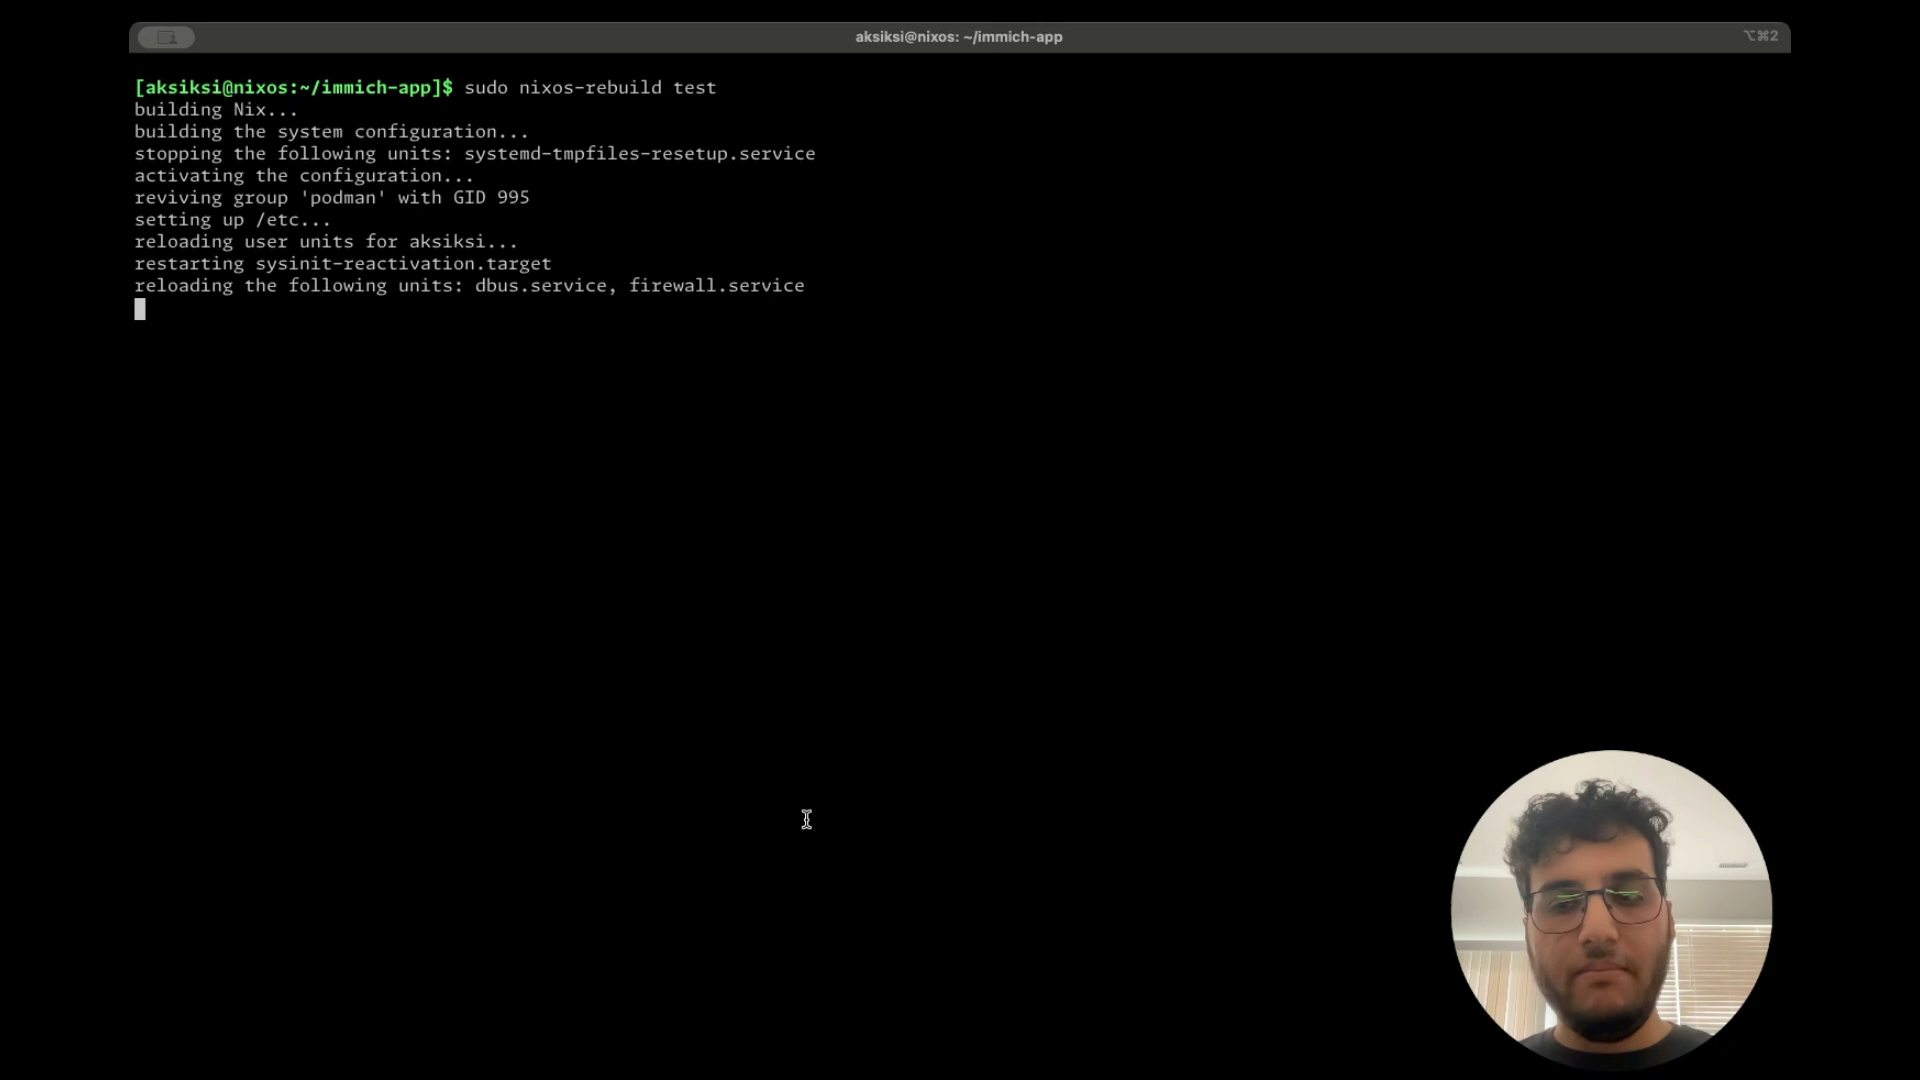 aksiksi@nixos: ~/immich-app
⌥⌘2
[aksiksi@nixos:~/immich-app]$ sudo nixos-rebuild test
building Nix...
building the system configuration...
stopping the following units: systemd-tmpfiles-resetup.service
activating the configuration...
reviving group 'podman' with GID 995
setting up /etc...
reloading user units for aksiksi...
restarting sysinit-reactivation.target
reloading the following units: dbus.service, firewall.service